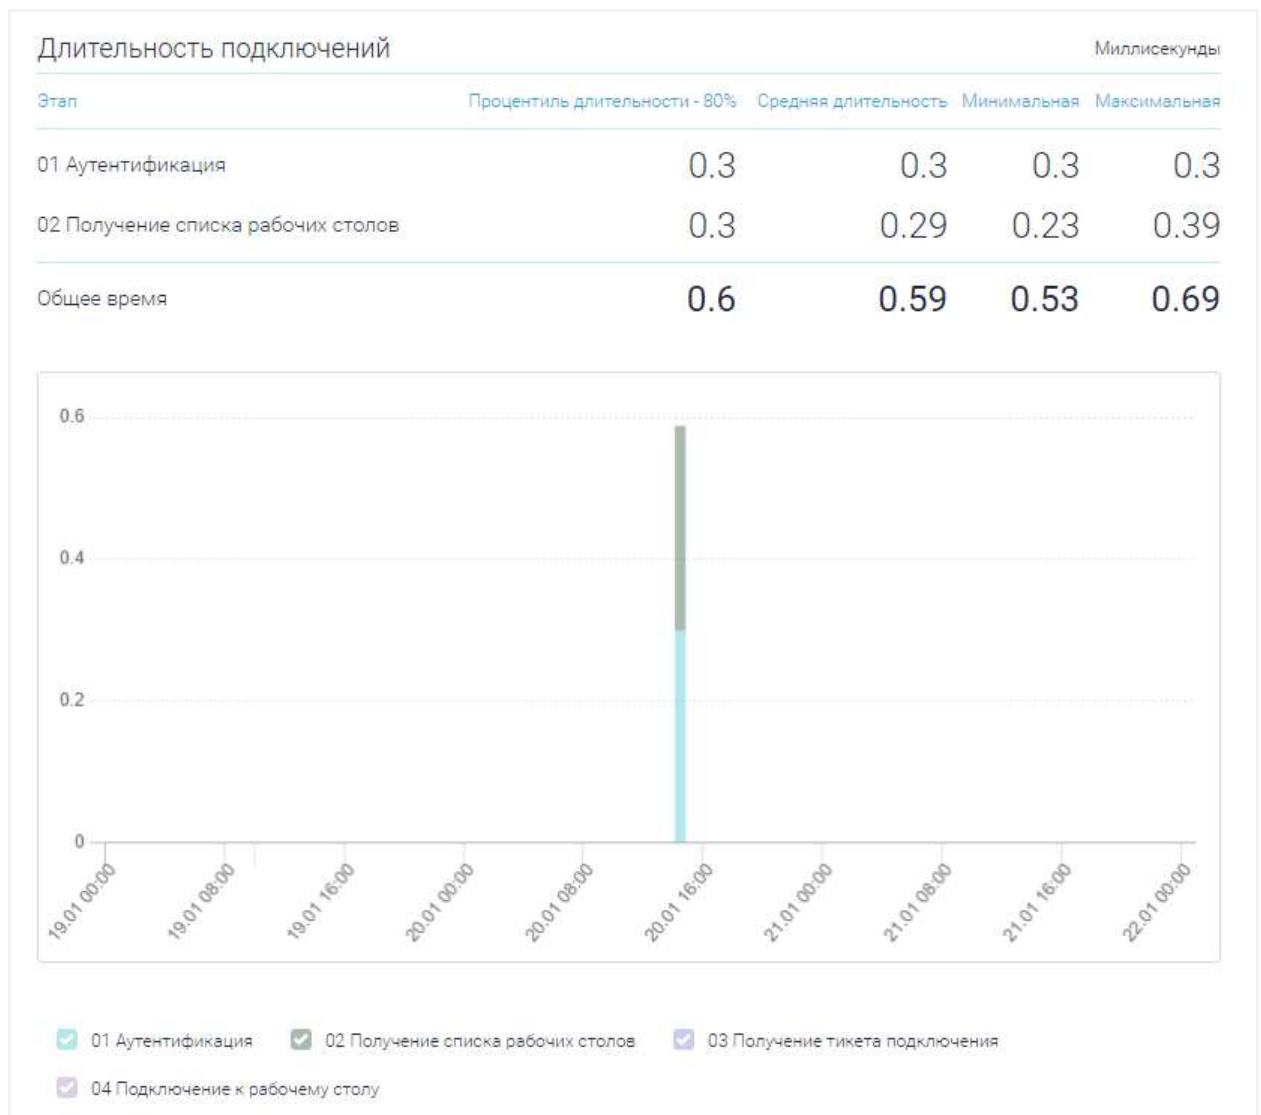 Длительность подключений Миллисекунды
Этап Процентиль длительности - 80% Средняя длительность Минимальная Максимальная
01 Аутентификация 0.3 0.3 0.3 0.3
02 Получение списка рабочих столов 0.3 0.29 0.23 0.39
Общее время 0.6 0.59 0.53 0.69
0.6
0.4
0.2
0
19.01 00:00 19.01 08:00 19.01 16:00 20.01 00:00 20.01 08:00 20.01 16:00 21.01 00:00 21.01 08:00 21.01 16:00 22.01 00:00
01 Аутентификация 02 Получение списка рабочих столов 03 Получение тикета подключения
04 Подключение к рабочему столу